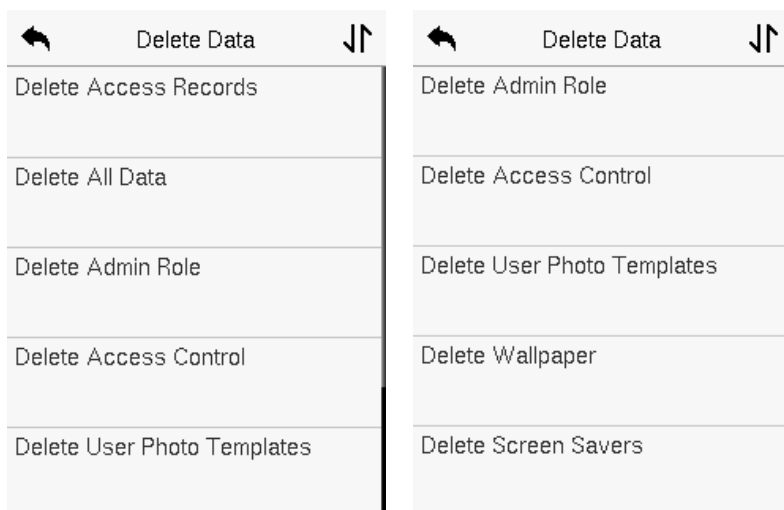 Delete Data
Delete Access Records
Delete All Data
Delete Admin Role
Delete Access Control
Delete User Photo Templates
Delete Data
Delete Admin Role
Delete Access Control
Delete User Photo Templates
Delete Wallpaper
Delete Screen Savers